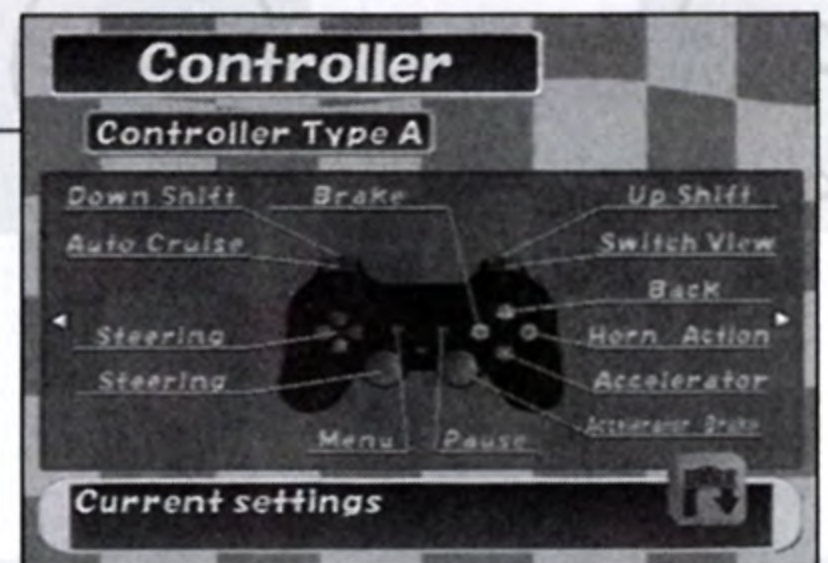 Controller
Controller Type A
Down Shift
Brake
Up Shift
Auto Cruise
Switch View
Back
Steering
Horn Action
Steering
Accelerator
Accelerator Brake
Menu
Pause
Current settings